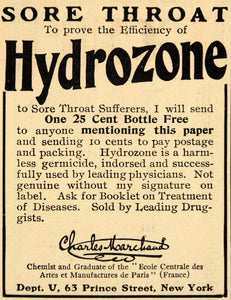 SORE THROAT
To prove the Efficiency of
Hydrozone
to Sore Throat Sufferers, I will send
One 25 Cent Bottle Free
to anyone mentioning this paper
and sending 10 cents to pay postage
and packing. Hydrozone is a harm-
less germicide, indorsed and success-
fully used by leading physicians. Not
genuine without my signature on
label. Ask for Booklet on Treatment
of Diseases. Sold by Leading Drug-
gists.
Charles Marchand
Chemist and Graduate of the "Ecole Centrale des
Arts et Manufactures de Paris" (France)
Dept. U, 63 Prince Street, New York